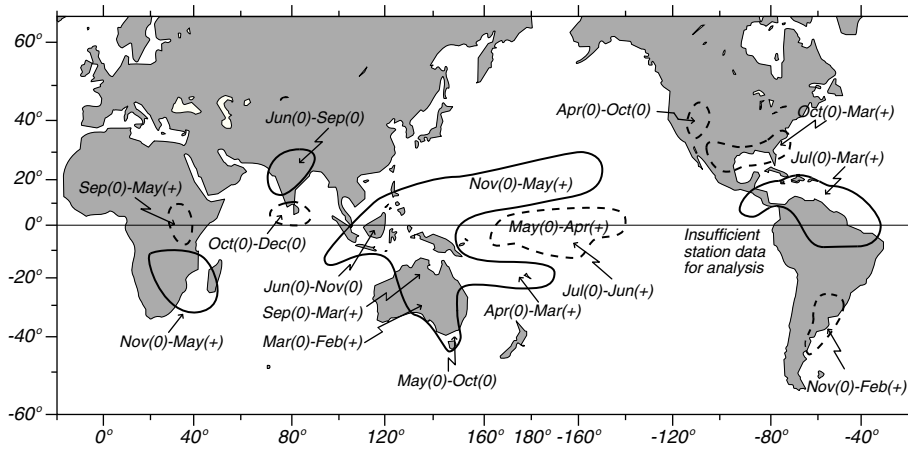 60°
40°
20°
0°
-20°
-40°
-60°
Jun(0)-Sep(0)
Sep(0)-May(+)
Oct(0)-Dec(0)
Nov(0)-May(+)
Jun(0)-Nov(0)
Sep(0)-Mar(+)
Mar(0)-Feb(+)
May(0)-Oct(0)
Nov(0)-May(+)
May(0)-Apr(+)
Jul(0)-Jun(+)
Apr(0)-Mar(+)
Apr(0)-Oct(0)
Oct(0)-Mar(+)
Jul(0)-Mar(+)
Insufficient
station data
for analysis
Nov(0)-Feb(+)
0° 40° 80° 120° 160° 180° -160° -120° -80° -40°